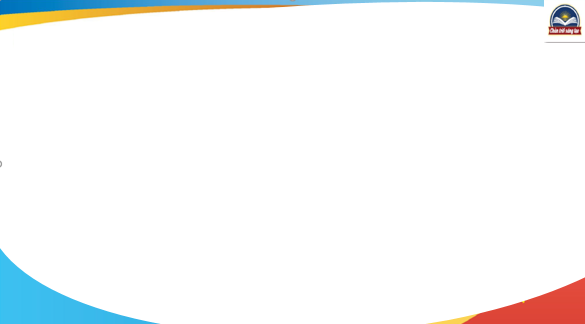 Chân trời sáng tạo